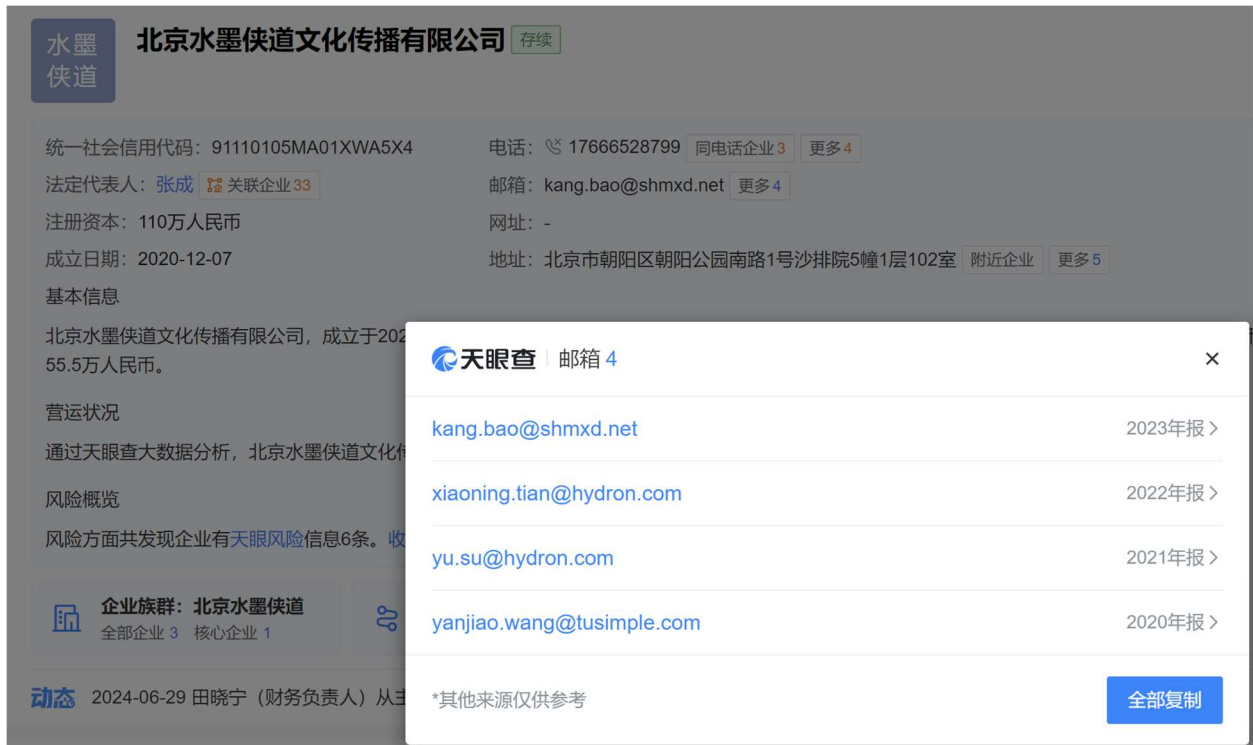 水墨
侠道
北京水墨侠道文化传播有限公司 存续
统一社会信用代码：91110105MA01XWA5X4
电话： 17666528799 同电话企业 3 更多 4
法定代表人：张成 关联企业 33
邮箱：kang.bao@shmxd.net 更多 4
注册资本：110万人民币
网址：-
成立日期：2020-12-07
地址：北京市朝阳区朝阳公园南路1号沙排院5幢1层102室 附近企业 更多 5
基本信息
北京水墨侠道文化传播有限公司，成立于202
55.5万人民币。
营运状况
通过天眼查大数据分析，北京水墨侠道文化传
风险概览
风险方面共发现企业有天眼风险信息6条。收
企业族群：北京水墨侠道
全部企业 3 核心企业 1
动态 2024-06-29 田晓宁（财务负责人）从主
天眼查 邮箱 4 ×
kang.bao@shmxd.net 2023年报 >
xiaoning.tian@hydron.com 2022年报 >
yu.su@hydron.com 2021年报 >
yanjiao.wang@tusimple.com 2020年报 >
*其他来源仅供参考 全部复制